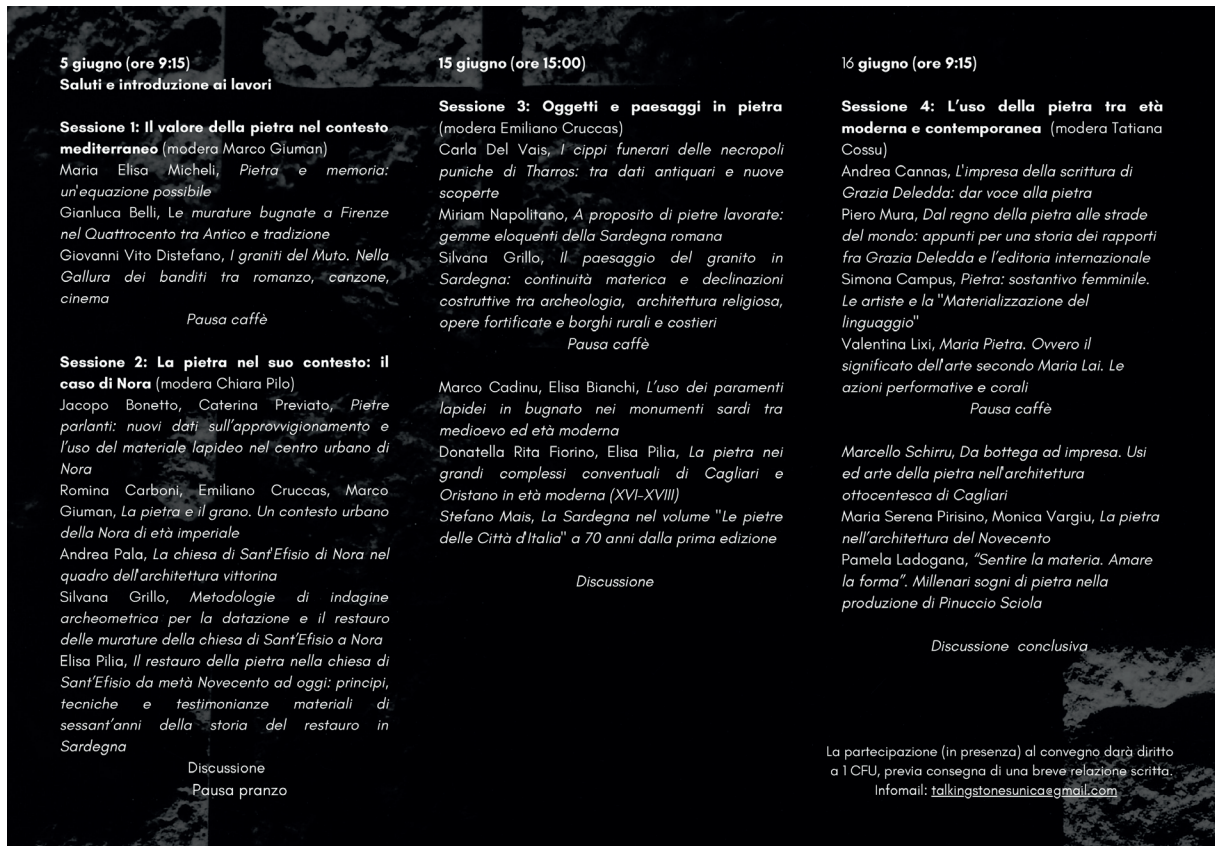 5 giugno (ore 9:15)
Saluti e introduzione ai lavori
Sessione 1: Il valore della pietra nel contesto
mediterraneo (modera Marco Giuman)
Maria Elisa Micheli, Pietra e memoria:
un'equazione possibile
Gianluca Belli, Le murature bugnate a Firenze
nel Quattrocento tra Antico e tradizione
Giovanni Vito Distefano, I graniti del Muto. Nella
Gallura dei banditi tra romanzo, canzone,
cinema
Pausa caffè
Sessione 2: La pietra nel suo contesto: il
caso di Nora (modera Chiara Pilo)
Jacopo Bonetto, Caterina Previato, Pietre
parlanti: nuovi dati sull'approvvigionamento e
l'uso del materiale lapideo nel centro urbano di
Nora
Romina Carboni, Emiliano Cruccas, Marco
Giuman, La pietra e il grano. Un contesto urbano
della Nora di età imperiale
Andrea Pala, La chiesa di Sant'Efisio di Nora nel
quadro dell'architettura vittorina
Silvana Grillo, Metodologie di indagine
archeometrica per la datazione e il restauro
delle murature della chiesa di Sant'Efisio a Nora
Elisa Pilia, Il restauro della pietra nella chiesa di
Sant'Efisio da metà Novecento ad oggi: principi,
tecniche e testimonianze materiali di
sessant'anni della storia del restauro in
Sardegna
Discussione
Pausa pranzo
15 giugno (ore 15:00)
Sessione 3: Oggetti e paesaggi in pietra
(modera Emiliano Cruccas)
Carla Del Vais, I cippi funerari delle necropoli
puniche di Tharros: tra dati antiquari e nuove
scoperte
Miriam Napolitano, A proposito di pietre lavorate:
gemme eloquenti della Sardegna romana
Silvana Grillo, Il paesaggio del granito in
Sardegna: continuità materica e declinazioni
costruttive tra archeologia, architettura religiosa,
opere fortificate e borghi rurali e costieri
Pausa caffè
Marco Cadinu, Elisa Bianchi, L'uso dei paramenti
lapidei in bugnato nei monumenti sardi tra
medioevo ed età moderna
Donatella Rita Fiorino, Elisa Pilia, La pietra nei
grandi complessi conventuali di Cagliari e
Oristano in età moderna (XVI-XVIII)
Stefano Mais, La Sardegna nel volume "Le pietre
delle Città d'Italia" a 70 anni dalla prima edizione
Discussione
16 giugno (ore 9:15)
Sessione 4: L'uso della pietra tra età
moderna e contemporanea (modera Tatiana
Cossu)
Andrea Cannas, L'impresa della scrittura di
Grazia Deledda: dar voce alla pietra
Piero Mura, Dal regno della pietra alle strade
del mondo: appunti per una storia dei rapporti
fra Grazia Deledda e l'editoria internazionale
Simona Campus, Pietra: sostantivo femminile.
Le artiste e la "Materializzazione del
linguaggio"
Valentina Lixi, Maria Pietra. Ovvero il
significato dell'arte secondo Maria Lai. Le
azioni performative e corali
Pausa caffè
Marcello Schirru, Da bottega ad impresa. Usi
ed arte della pietra nell'architettura
ottocentesca di Cagliari
Maria Serena Pirisino, Monica Vargiu, La pietra
nell'architettura del Novecento
Pamela Ladogana, "Sentire la materia. Amare
la forma". Millenari sogni di pietra nella
produzione di Pinuccio Sciola
Discussione conclusiva
La partecipazione (in presenza) al convegno darà diritto
a 1 CFU, previa consegna di una breve relazione scritta.
Infomail: talkingstonesunica@gmail.com